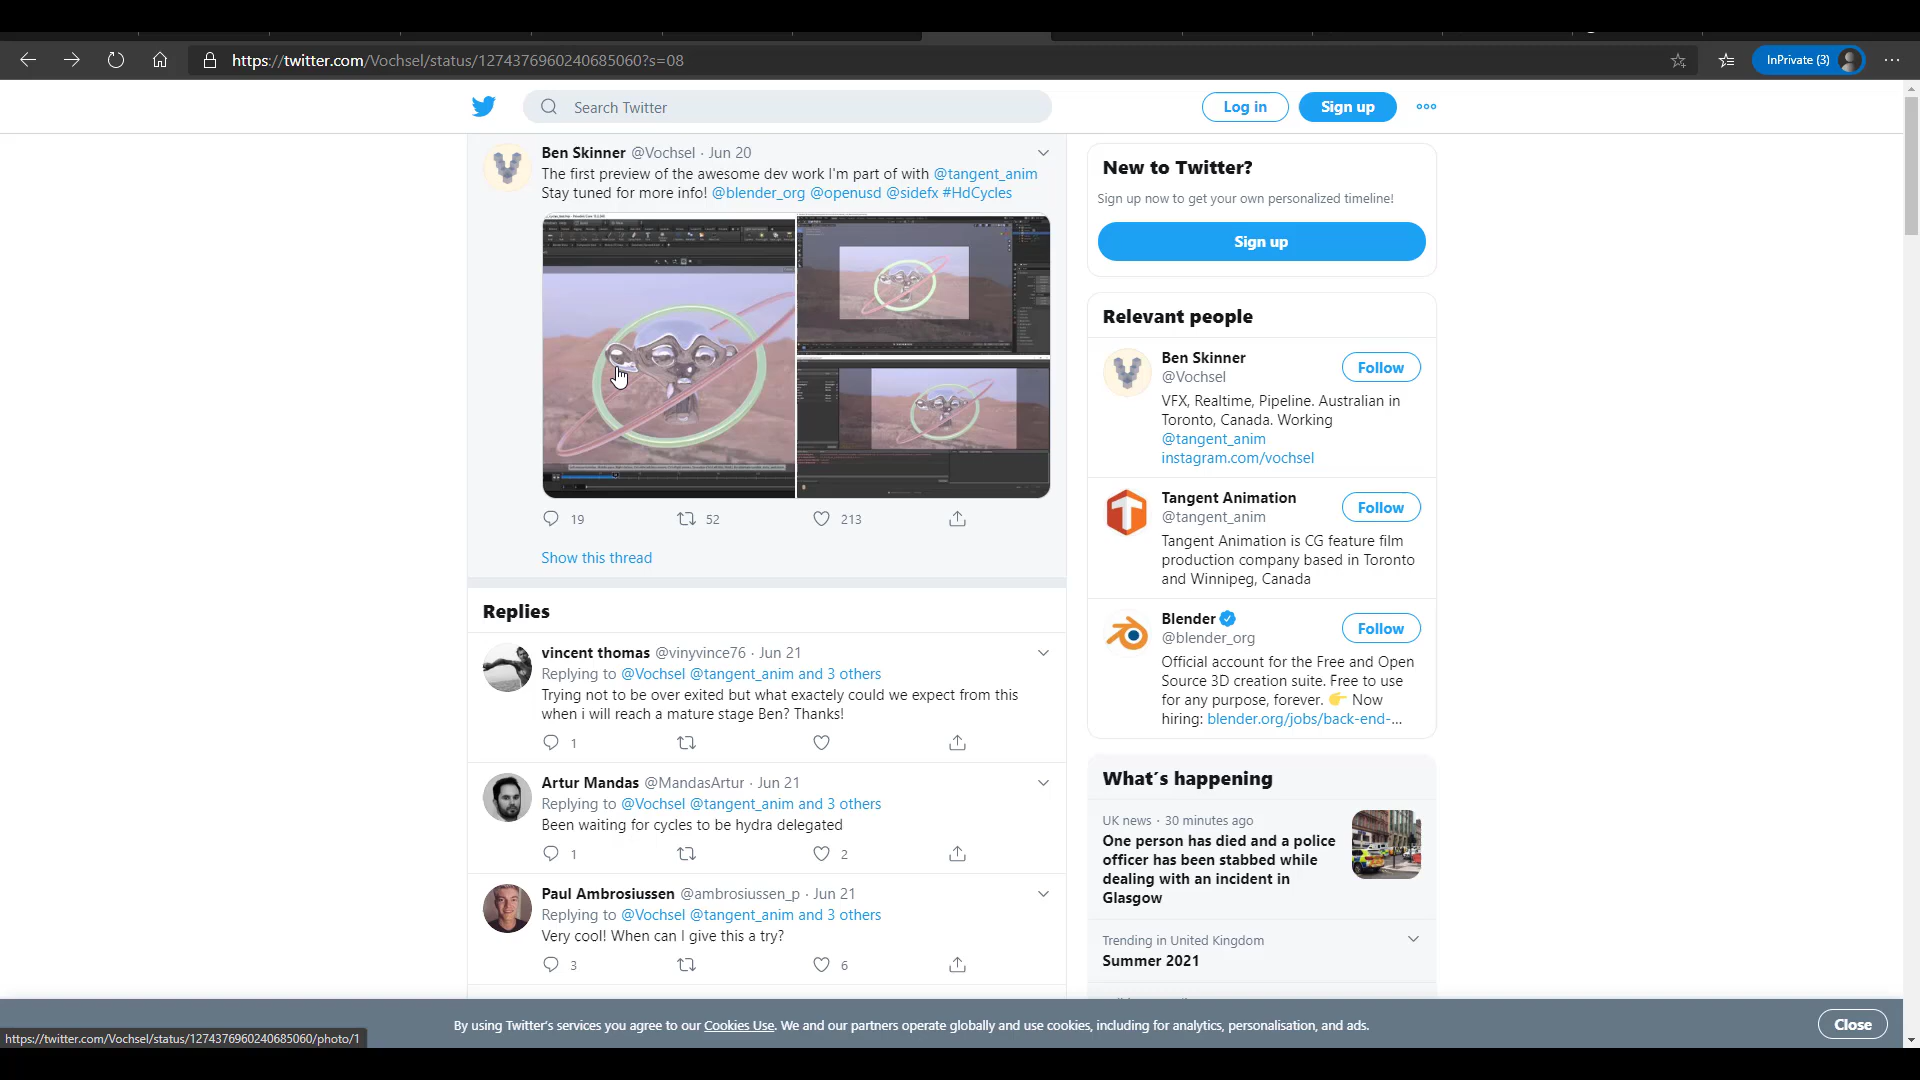 https://twitter.com/Vochsel/status/1274376960240685060?s=08
InPrivate (3)
Search Twitter
Log in
Sign up
Ben Skinner @Vochsel · Jun 20
The first preview of the awesome dev work I'm part of with @tangent_anim
Stay tuned for more info! @blender_org @openusd @sidefx #HdCycles
19
52
213
Show this thread
Replies
vincent thomas @vinyvince76 · Jun 21
Replying to @Vochsel @tangent_anim and 3 others
Trying not to be over exited but what exactely could we expect from this
when i will reach a mature stage Ben? Thanks!
1
Artur Mandas @MandasArtur · Jun 21
Replying to @Vochsel @tangent_anim and 3 others
Been waiting for cycles to be hydra delegated
1
2
Paul Ambrosiussen @ambrosiussen_p · Jun 21
Replying to @Vochsel @tangent_anim and 3 others
Very cool! When can I give this a try?
3
6
New to Twitter?
Sign up now to get your own personalized timeline!
Sign up
Relevant people
Ben Skinner
@Vochsel
Follow
VFX, Realtime, Pipeline. Australian in
Toronto, Canada. Working
@tangent_anim
instagram.com/vochsel
Tangent Animation
@tangent_anim
Follow
Tangent Animation is CG feature film
production company based in Toronto
and Winnipeg, Canada
Blender
@blender_org
Follow
Official account for the Free and Open
Source 3D creation suite. Free to use
for any purpose, forever. 👉 Now
hiring: blender.org/jobs/back-end-...
What´s happening
UK news · 30 minutes ago
One person has died and a police
officer has been stabbed while
dealing with an incident in
Glasgow
Trending in United Kingdom
Summer 2021
By using Twitter's services you agree to our Cookies Use. We and our partners operate globally and use cookies, including for analytics, personalisation, and ads.
Close
https://twitter.com/Vochsel/status/1274376960240685060/photo/1